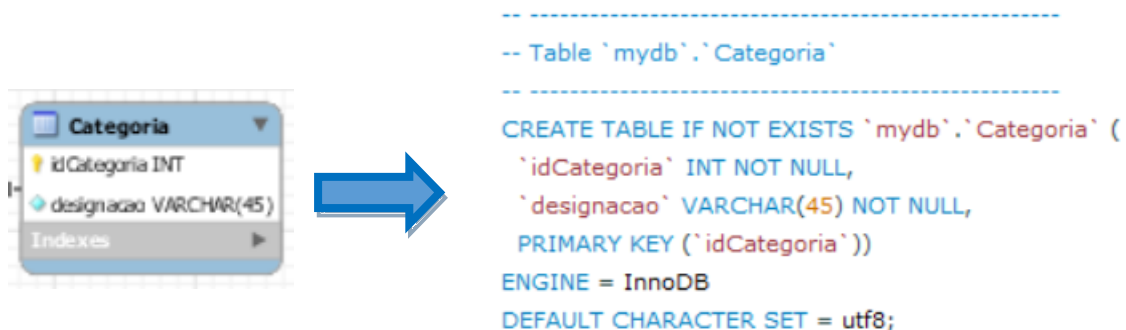 Categoria
idCategoria INT
designacao VARCHAR(45)
Indexes
-- -----------------------------------------------------
-- Table `mydb`.`Categoria`
-- -----------------------------------------------------
CREATE TABLE IF NOT EXISTS `mydb`.`Categoria` (
`idCategoria` INT NOT NULL,
`designacao` VARCHAR(45) NOT NULL,
PRIMARY KEY (`idCategoria`))
ENGINE = InnoDB
DEFAULT CHARACTER SET = utf8;